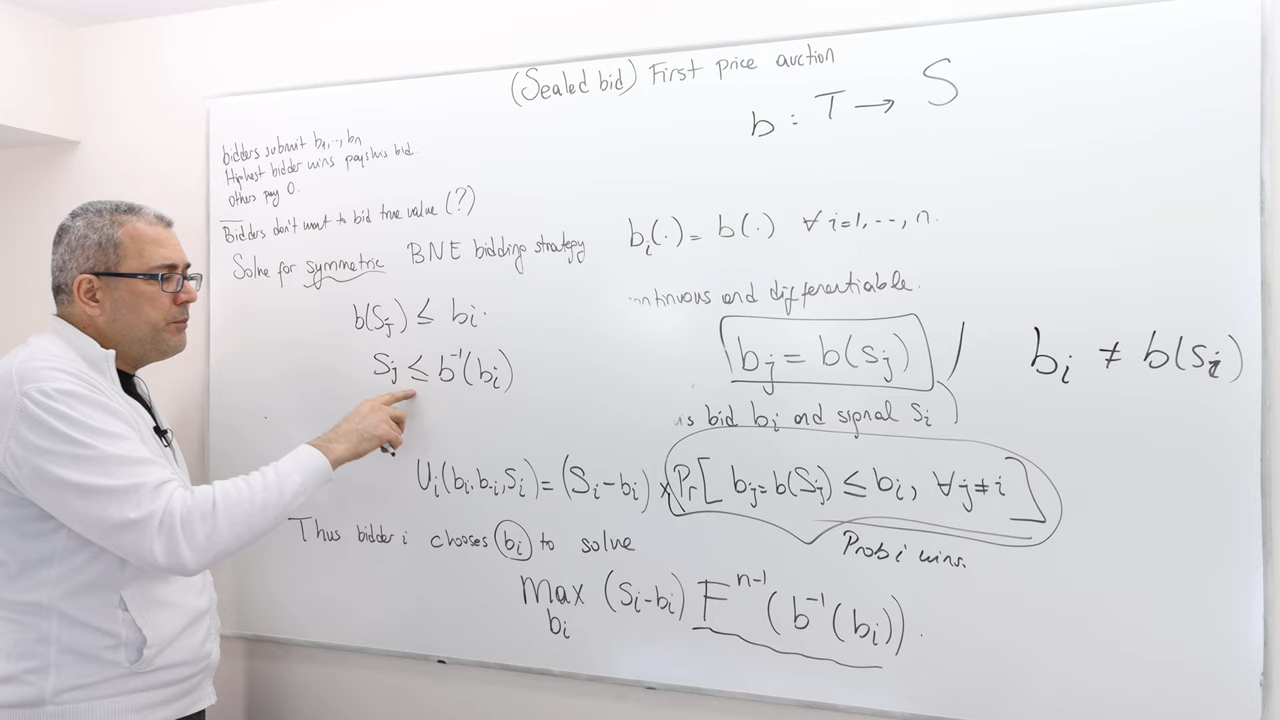 (Sealed bid) First price auction
b : T → S
bidders submit b₁,..,bₙ
Highest bidder wins pays his bid.
others pay 0.
Bidders don't want to bid true value (?)
Solve for symmetric BNE bidding strategy
bᵢ(·) = b(·) ∀ i=1, ---, n.
continuous and differentiable.
b(Sⱼ) ≤ bᵢ.
Sⱼ ≤ b⁻¹(bᵢ)
bⱼ = b(Sⱼ)
bᵢ ≠ b(Sᵢ)
is bid bᵢ and signal Sᵢ
Uᵢ(bᵢ, b₋ᵢ, Sᵢ) = (Sᵢ-bᵢ) × Pr[ bⱼ=b(Sⱼ) ≤ bᵢ, ∀ j≠i ]
Prob i wins.
Thus bidder i chooses bᵢ to solve
max (Sᵢ-bᵢ) Fⁿ⁻¹(b⁻¹(bᵢ)).
bᵢ